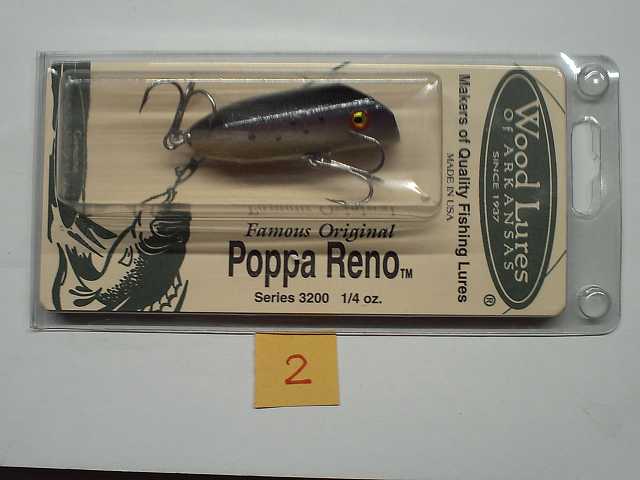 Wood Lures
OF ARKANSAS
SINCE 1937
®
Makers of Quality Fishing Lures
MADE IN USA
Famous Original
Poppa Reno™
Series 3200 1/4 oz.
2